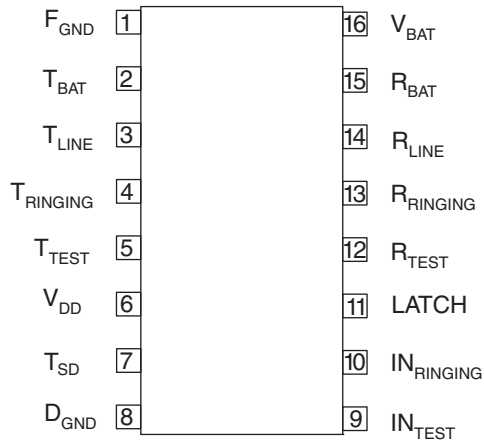 F_GND 1 16 V_BAT
T_BAT 2 15 R_BAT
T_LINE 3 14 R_LINE
T_RINGING 4 13 R_RINGING
T_TEST 5 12 R_TEST
V_DD 6 11 LATCH
T_SD 7 10 IN_RINGING
D_GND 8 9 IN_TEST